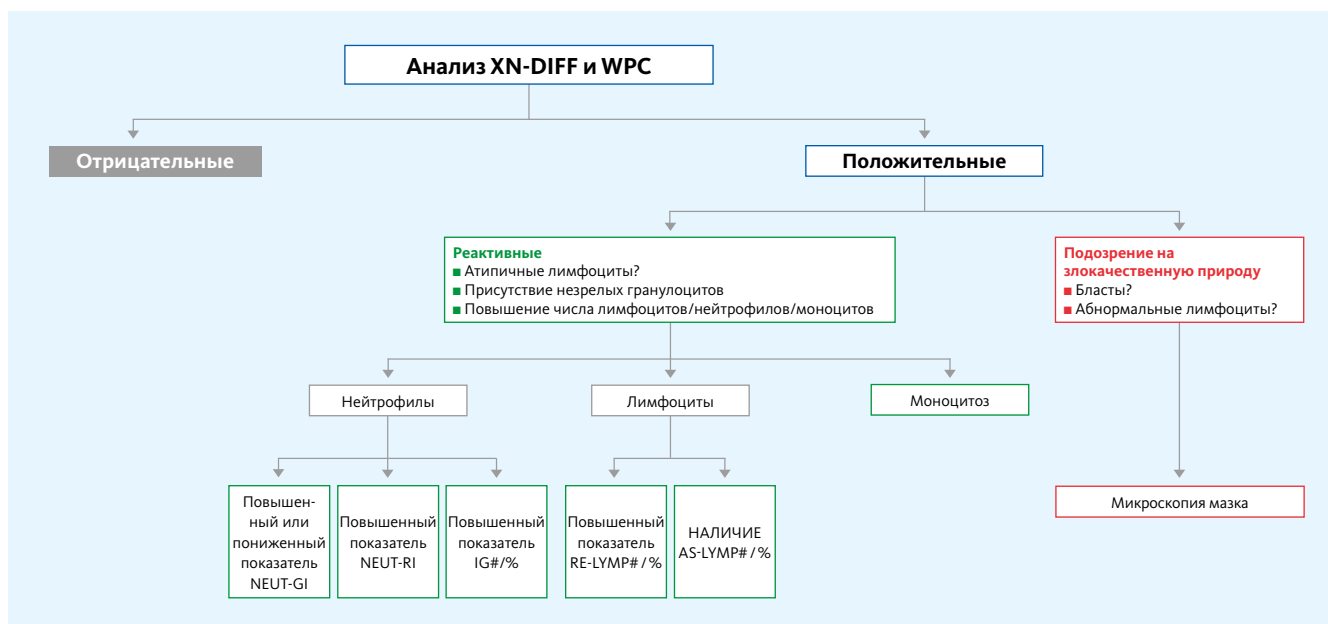 Анализ XN-DIFF и WPC
Отрицательные
Положительные
Реактивные
■ Атипичные лимфоциты?
■ Присутствие незрелых гранулоцитов
■ Повышение числа лимфоцитов/нейтрофилов/моноцитов
Подозрение на
злокачественную природу
■ Бласты?
■ Абнормальные лимфоциты?
Нейтрофилы
Лимфоциты
Моноцитоз
Повышен-
ный или
пониженный
показатель
NEUT-GI
Повышенный
показатель
NEUT-RI
Повышенный
показатель
IG#/%
Повышенный
показатель
RE-LYMP# / %
НАЛИЧИЕ
AS-LYMP# / %
Микроскопия мазка